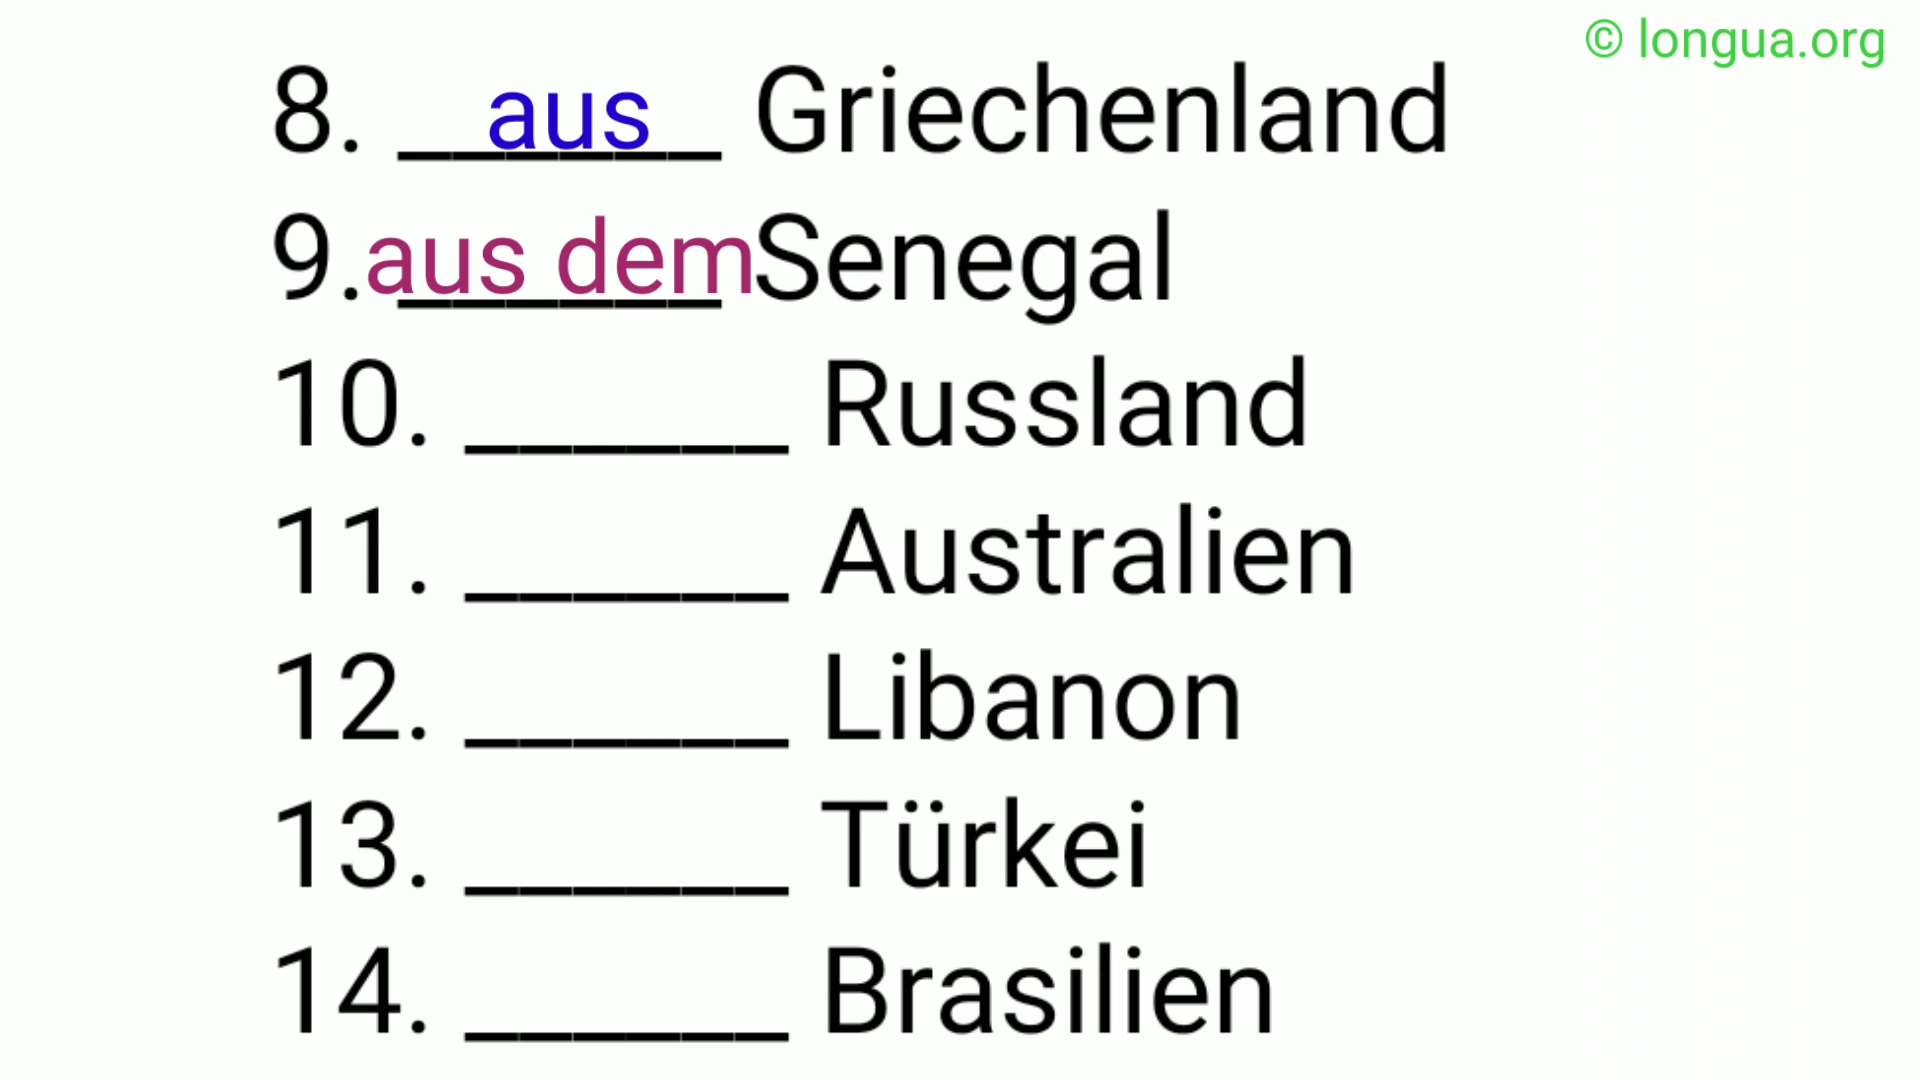 © longua.org
8. __aus__ Griechenland
9. aus dem Senegal
10. ______ Russland
11. ______ Australien
12. ______ Libanon
13. ______ Türkei
14. ______ Brasilien